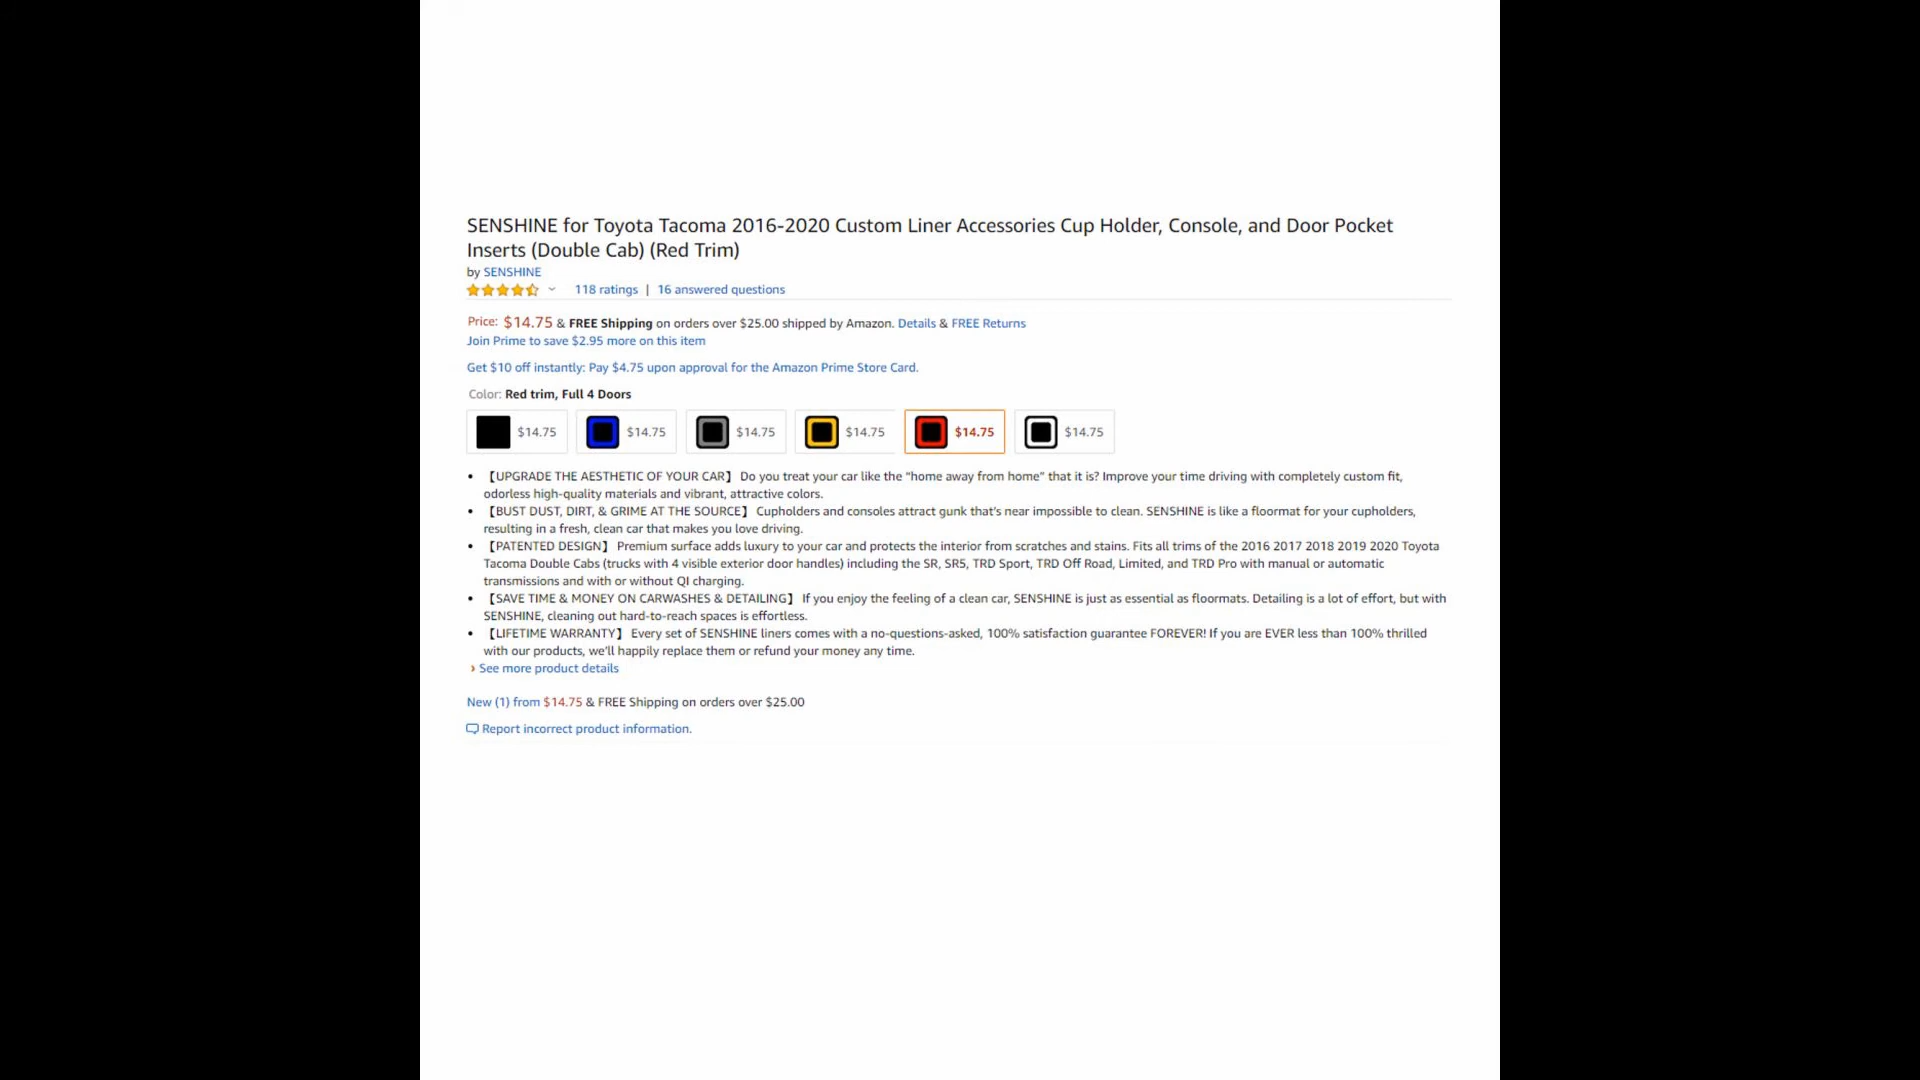 SENSHINE for Toyota Tacoma 2016-2020 Custom Liner Accessories Cup Holder, Console, and Door Pocket
Inserts (Double Cab) (Red Trim)
by SENSHINE
118 ratings | 16 answered questions
Price: $14.75 & FREE Shipping on orders over $25.00 shipped by Amazon. Details & FREE Returns
Join Prime to save $2.95 more on this item
Get $10 off instantly: Pay $4.75 upon approval for the Amazon Prime Store Card.
Color: Red trim, Full 4 Doors
$14.75 $14.75 $14.75 $14.75 $14.75 $14.75
• 【UPGRADE THE AESTHETIC OF YOUR CAR】 Do you treat your car like the “home away from home” that it is? Improve your time driving with completely custom fit,
odorless high-quality materials and vibrant, attractive colors.
• 【BUST DUST, DIRT, & GRIME AT THE SOURCE】 Cupholders and consoles attract gunk that's near impossible to clean. SENSHINE is like a floormat for your cupholders,
resulting in a fresh, clean car that makes you love driving.
• 【PATENTED DESIGN】 Premium surface adds luxury to your car and protects the interior from scratches and stains. Fits all trims of the 2016 2017 2018 2019 2020 Toyota
Tacoma Double Cabs (trucks with 4 visible exterior door handles) including the SR, SR5, TRD Sport, TRD Off Road, Limited, and TRD Pro with manual or automatic
transmissions and with or without QI charging.
• 【SAVE TIME & MONEY ON CARWASHES & DETAILING】 If you enjoy the feeling of a clean car, SENSHINE is just as essential as floormats. Detailing is a lot of effort, but with
SENSHINE, cleaning out hard-to-reach spaces is effortless.
• 【LIFETIME WARRANTY】 Every set of SENSHINE liners comes with a no-questions-asked, 100% satisfaction guarantee FOREVER! If you are EVER less than 100% thrilled
with our products, we’ll happily replace them or refund your money any time.
› See more product details
New (1) from $14.75 & FREE Shipping on orders over $25.00
Report incorrect product information.